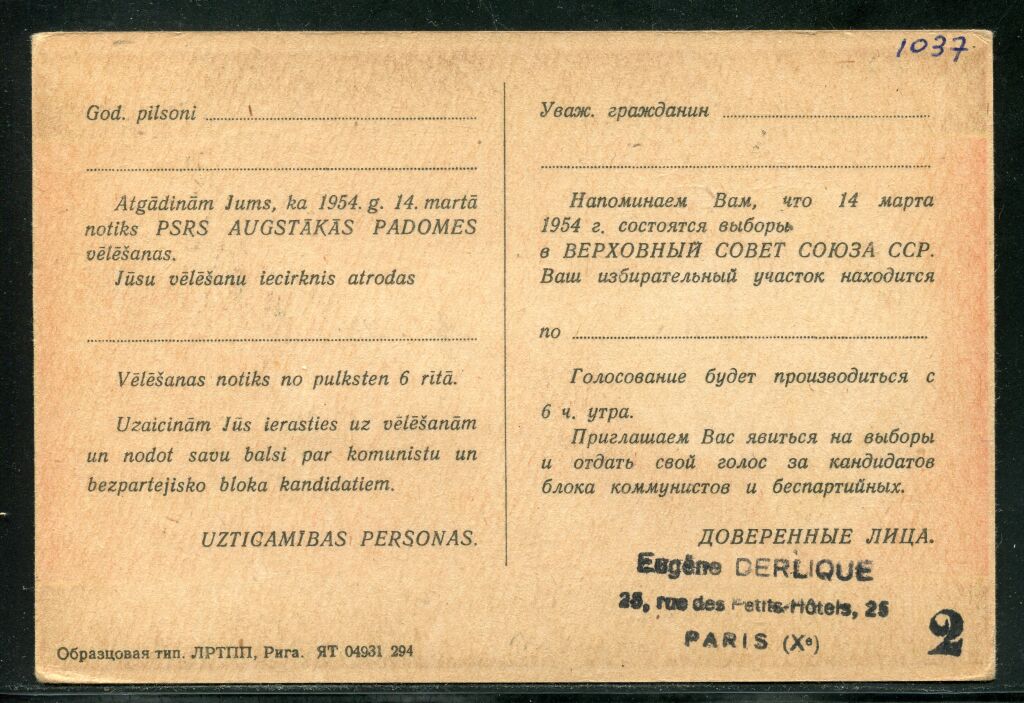 1037
God. pilsoni
Atgādinām Jums, ka 1954. g. 14. martā
notiks PSRS AUGSTĀKĀS PADOMES
vēlēšanas.
Jūsu vēlēšanu iecirknis atrodas
Vēlēšanas notiks no pulksten 6 rītā.
Uzaicinām Jūs ierasties uz vēlēšanām
un nodot savu balsi par komunistu un
bezpartejisko bloka kandidatiem.
UZTICAMIBAS PERSONAS.
Уваж. гражданин
Напоминаем Вам, что 14 марта
1954 г. состоятся выборы
в ВЕРХОВНЫЙ СОВЕТ СОЮЗА ССР.
Ваш избирательный участок находится
по
Голосование будет производиться с
6 ч. утра.
Приглашаем Вас явиться на выборы
и отдать свой голос за кандидатов
блока коммунистов и беспартийных.
ДОВЕРЕННЫЕ ЛИЦА.
Eugène DERLIQUE
25, rue des Petits-Hôtels, 25
PARIS (Xe)
2
Образцовая тип. ЛРТПП, Рига. ЯТ 04931 294